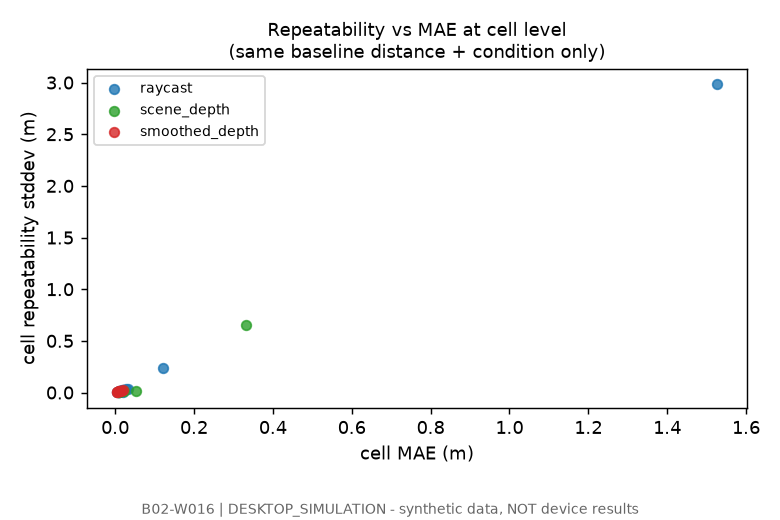 Repeatability vs MAE at cell level
(same baseline distance + condition only)
raycast
scene_depth
smoothed_depth
cell repeatability stddev (m)
3.0
2.5
2.0
1.5
1.0
0.5
0.0
0.0 0.2 0.4 0.6 0.8 1.0 1.2 1.4 1.6
cell MAE (m)
B02-W016 | DESKTOP_SIMULATION - synthetic data, NOT device results